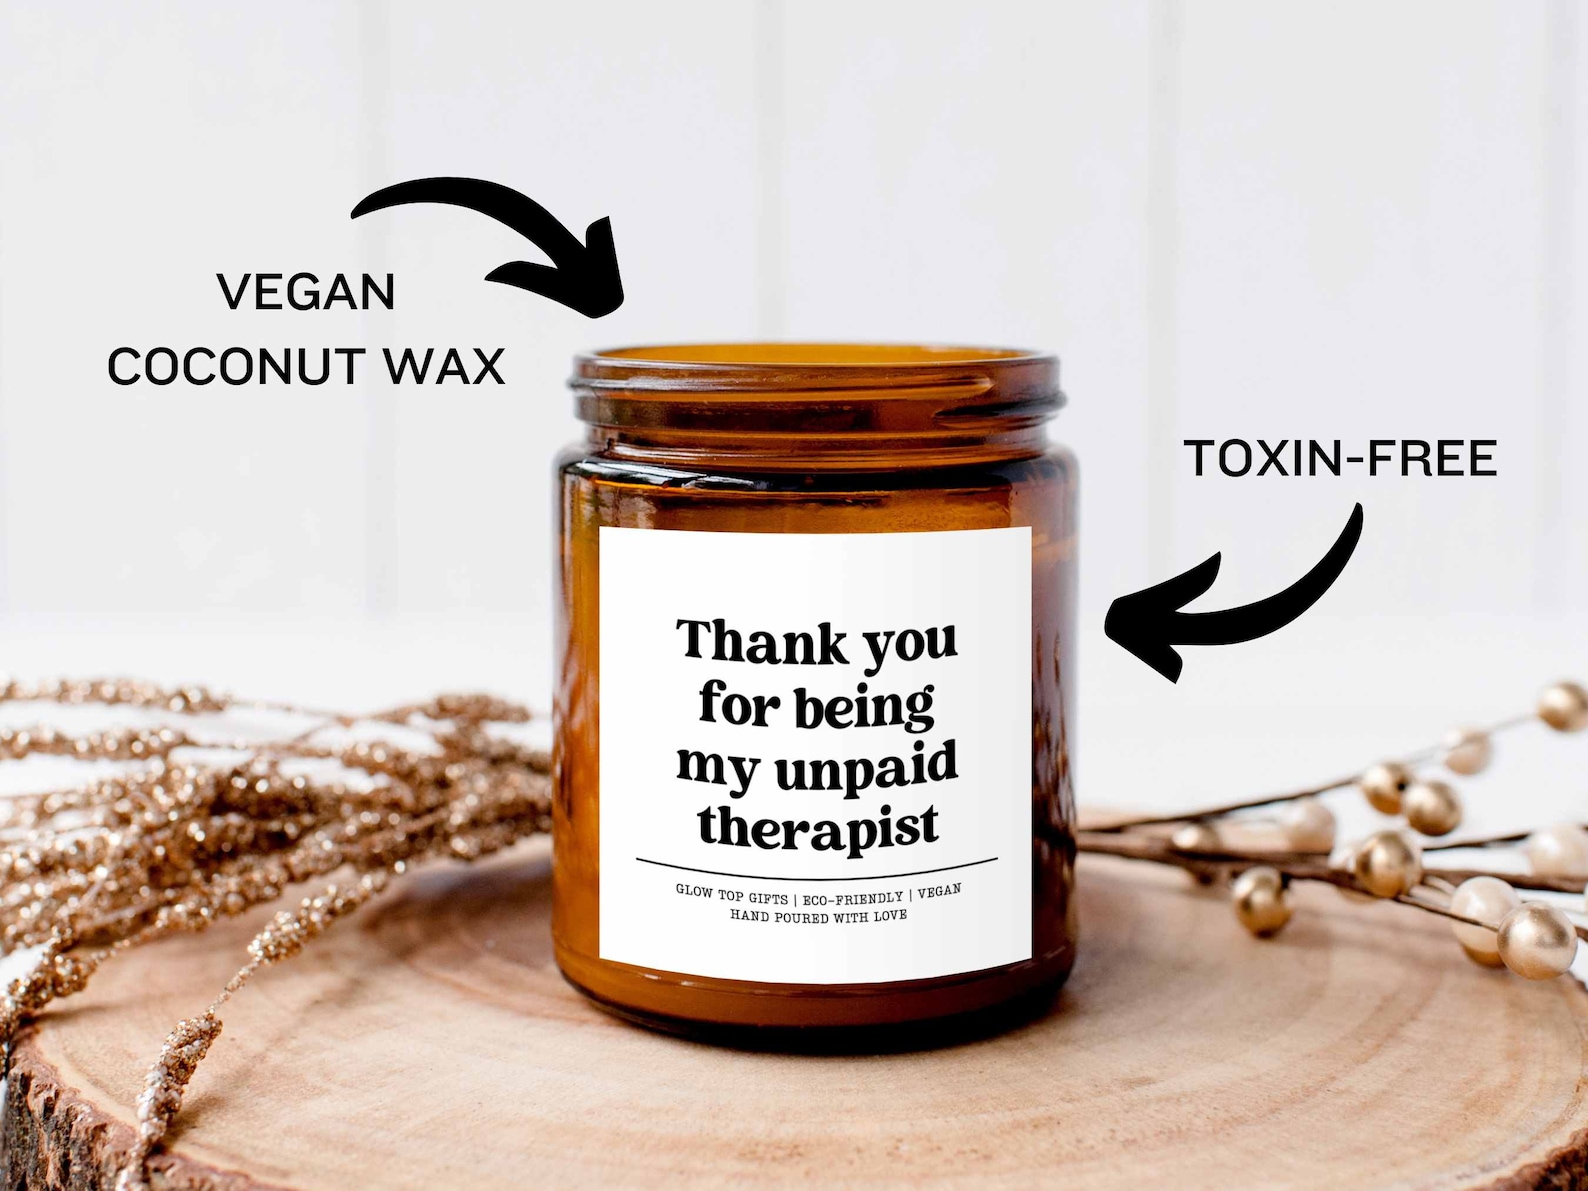 VEGAN
COCONUT WAX
TOXIN-FREE
Thank you
for being
my unpaid
therapist
GLOW TOP GIFTS | ECO-FRIENDLY | VEGAN
HAND POURED WITH LOVE